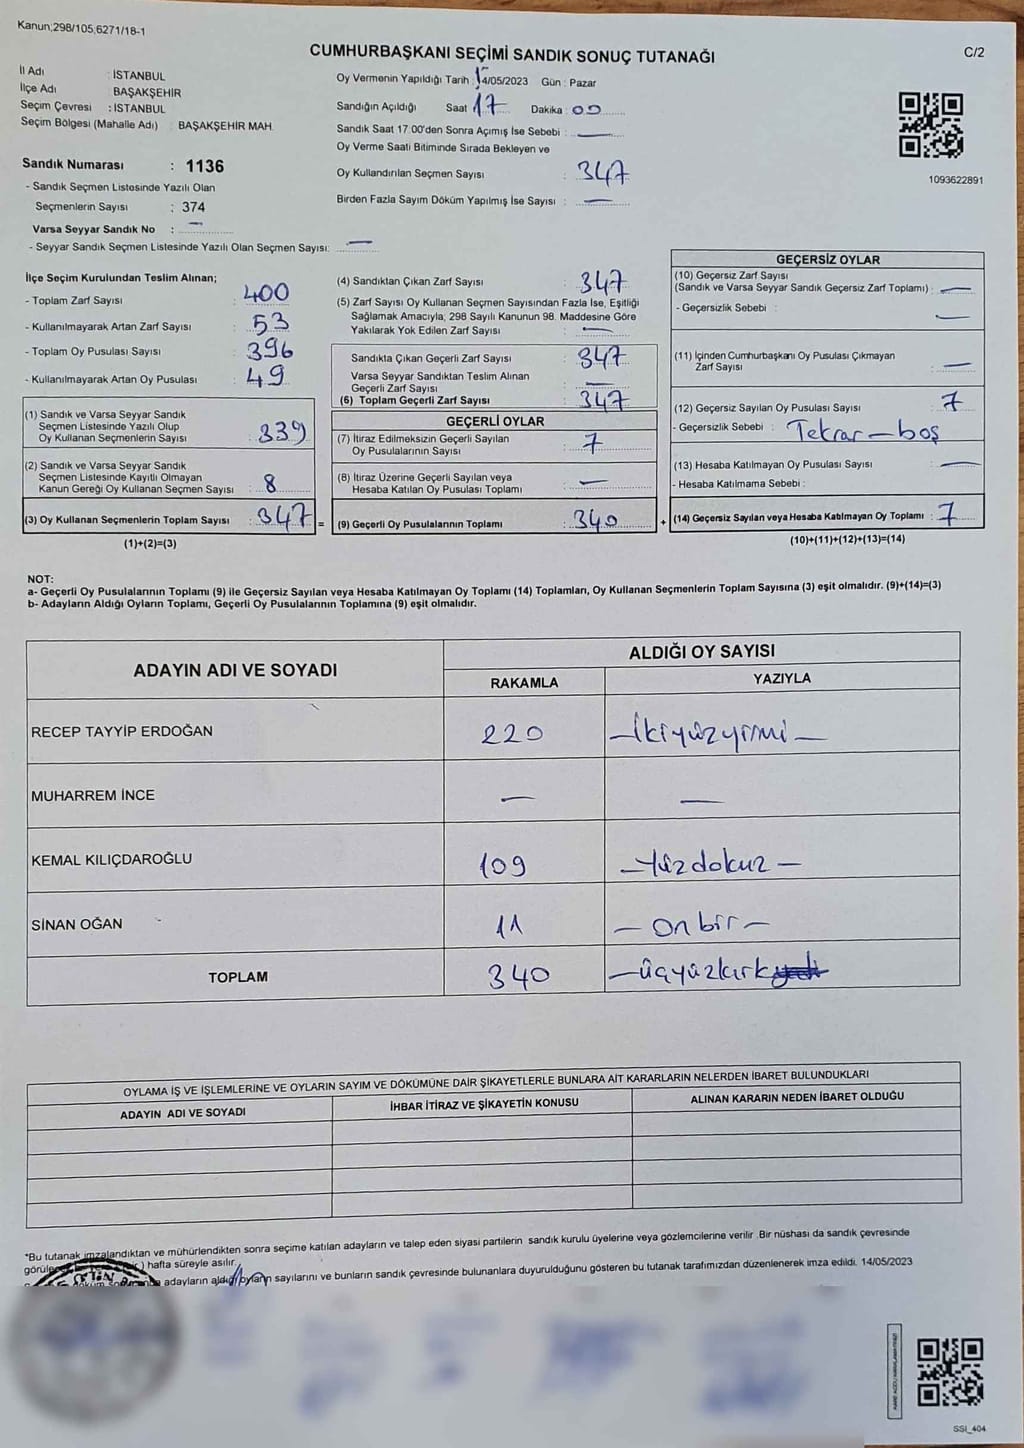 Kanun;298/105;6271/18-1
CUMHURBAŞKANI SEÇİMİ SANDIK SONUÇ TUTANAĞI
C/2
İl Adı : İSTANBUL
İlçe Adı : BAŞAKŞEHİR
Seçim Çevresi : İSTANBUL
Seçim Bölgesi (Mahalle Adı) : BAŞAKŞEHİR MAH.
Sandık Numarası : 1136
- Sandık Seçmen Listesinde Yazılı Olan
Seçmenlerin Sayısı : 374
Varsa Seyyar Sandık No : —
- Seyyar Sandık Seçmen Listesinde Yazılı Olan Seçmen Sayısı: —
Oy Vermenin Yapıldığı Tarih : 14/05/2023 Gün : Pazar
Sandığın Açıldığı Saat 17 Dakika : 00
Sandık Saat 17.00'den Sonra Açımış İse Sebebi : —
Oy Verme Saati Bitiminde Sırada Bekleyen ve
Oy Kullandırılan Seçmen Sayısı : 347
Birden Fazla Sayım Döküm Yapılmış İse Sayısı : —
1093622891
İlçe Seçim Kurulundan Teslim Alınan;
- Toplam Zarf Sayısı : 400
- Kullanılmayarak Artan Zarf Sayısı : 53
- Toplam Oy Pusulası Sayısı : 396
- Kullanılmayarak Artan Oy Pusulası : 49
(1) Sandık ve Varsa Seyyar Sandık
Seçmen Listesinde Yazılı Olup
Oy Kullanan Seçmenlerin Sayısı : 339
(2) Sandık ve Varsa Seyyar Sandık
Seçmen Listesinde Kayıtlı Olmayan
Kanun Gereği Oy Kullanan Seçmen Sayısı : 8
(3) Oy Kullanan Seçmenlerin Toplam Sayısı : 347 =
(1)+(2)=(3)
(4) Sandıktan Çıkan Zarf Sayısı : 347
(5) Zarf Sayısı Oy Kullanan Seçmen Sayısından Fazla İse, Eşitliği
Sağlamak Amacıyla; 298 Sayılı Kanunun 98. Maddesine Göre
Yakılarak Yok Edilen Zarf Sayısı : —
Sandıkta Çıkan Geçerli Zarf Sayısı : 347
Varsa Seyyar Sandıktan Teslim Alınan
Geçerli Zarf Sayısı : —
(6) Toplam Geçerli Zarf Sayısı : 347
GEÇERLİ OYLAR
(7) İtiraz Edilmeksizin Geçerli Sayılan
Oy Pusulalarının Sayısı : 7
(8) İtiraz Üzerine Geçerli Sayılan veya
Hesaba Katılan Oy Pusulası Toplamı : —
(9) Geçerli Oy Pusulalarının Toplamı : 340 +
GEÇERSİZ OYLAR
(10) Geçersiz Zarf Sayısı
(Sandık ve Varsa Seyyar Sandık Geçersiz Zarf Toplamı) : —
- Geçersizlik Sebebi : —
(11) İçinden Cumhurbaşkanı Oy Pusulası Çıkmayan
Zarf Sayısı : —
(12) Geçersiz Sayılan Oy Pusulası Sayısı : 7
- Geçersizlik Sebebi : Tekrar – boş
(13) Hesaba Katılmayan Oy Pusulası Sayısı : —
- Hesaba Katılmama Sebebi :
(14) Geçersiz Sayılan veya Hesaba Katılmayan Oy Toplamı : 7
(10)+(11)+(12)+(13)=(14)
NOT:
a- Geçerli Oy Pusulalarının Toplamı (9) ile Geçersiz Sayılan veya Hesaba Katılmayan Oy Toplamı (14) Toplamları, Oy Kullanan Seçmenlerin Toplam Sayısına (3) eşit olmalıdır. (9)+(14)=(3)
b- Adayların Aldığı Oyların Toplamı, Geçerli Oy Pusulalarının Toplamına (9) eşit olmalıdır.
ADAYIN ADI VE SOYADI
ALDIĞI OY SAYISI
RAKAMLA YAZIYLA
RECEP TAYYİP ERDOĞAN 220 – ikiyüzyirmi –
MUHARREM İNCE — —
KEMAL KILIÇDAROĞLU 109 – Yüzdokuz –
SİNAN OĞAN 11 – Onbir –
TOPLAM 340 – üçyüzkırk
OYLAMA İŞ VE İŞLEMLERİNE VE OYLARIN SAYIM VE DÖKÜMÜNE DAİR ŞİKAYETLERLE BUNLARA AİT KARARLARIN NELERDEN İBARET BULUNDUKLARI
ADAYIN ADI VE SOYADI İHBAR İTİRAZ VE ŞİKAYETİN KONUSU ALINAN KARARIN NEDEN İBARET OLDUĞU
*Bu tutanak imzalandıktan ve mühürlendikten sonra seçime katılan adayların ve talep eden siyasi partilerin sandık kurulu üyelerine veya gözlemcilerine verilir. Bir nüshası da sandık çevresinde
) hafta süreyle asılır.
adayların aldığı oyların sayılarını ve bunların sandık çevresinde bulunanlara duyurulduğunu gösteren bu tutanak tarafımızdan düzenlenerek imza edildi. 14/05/2023
SSI_404